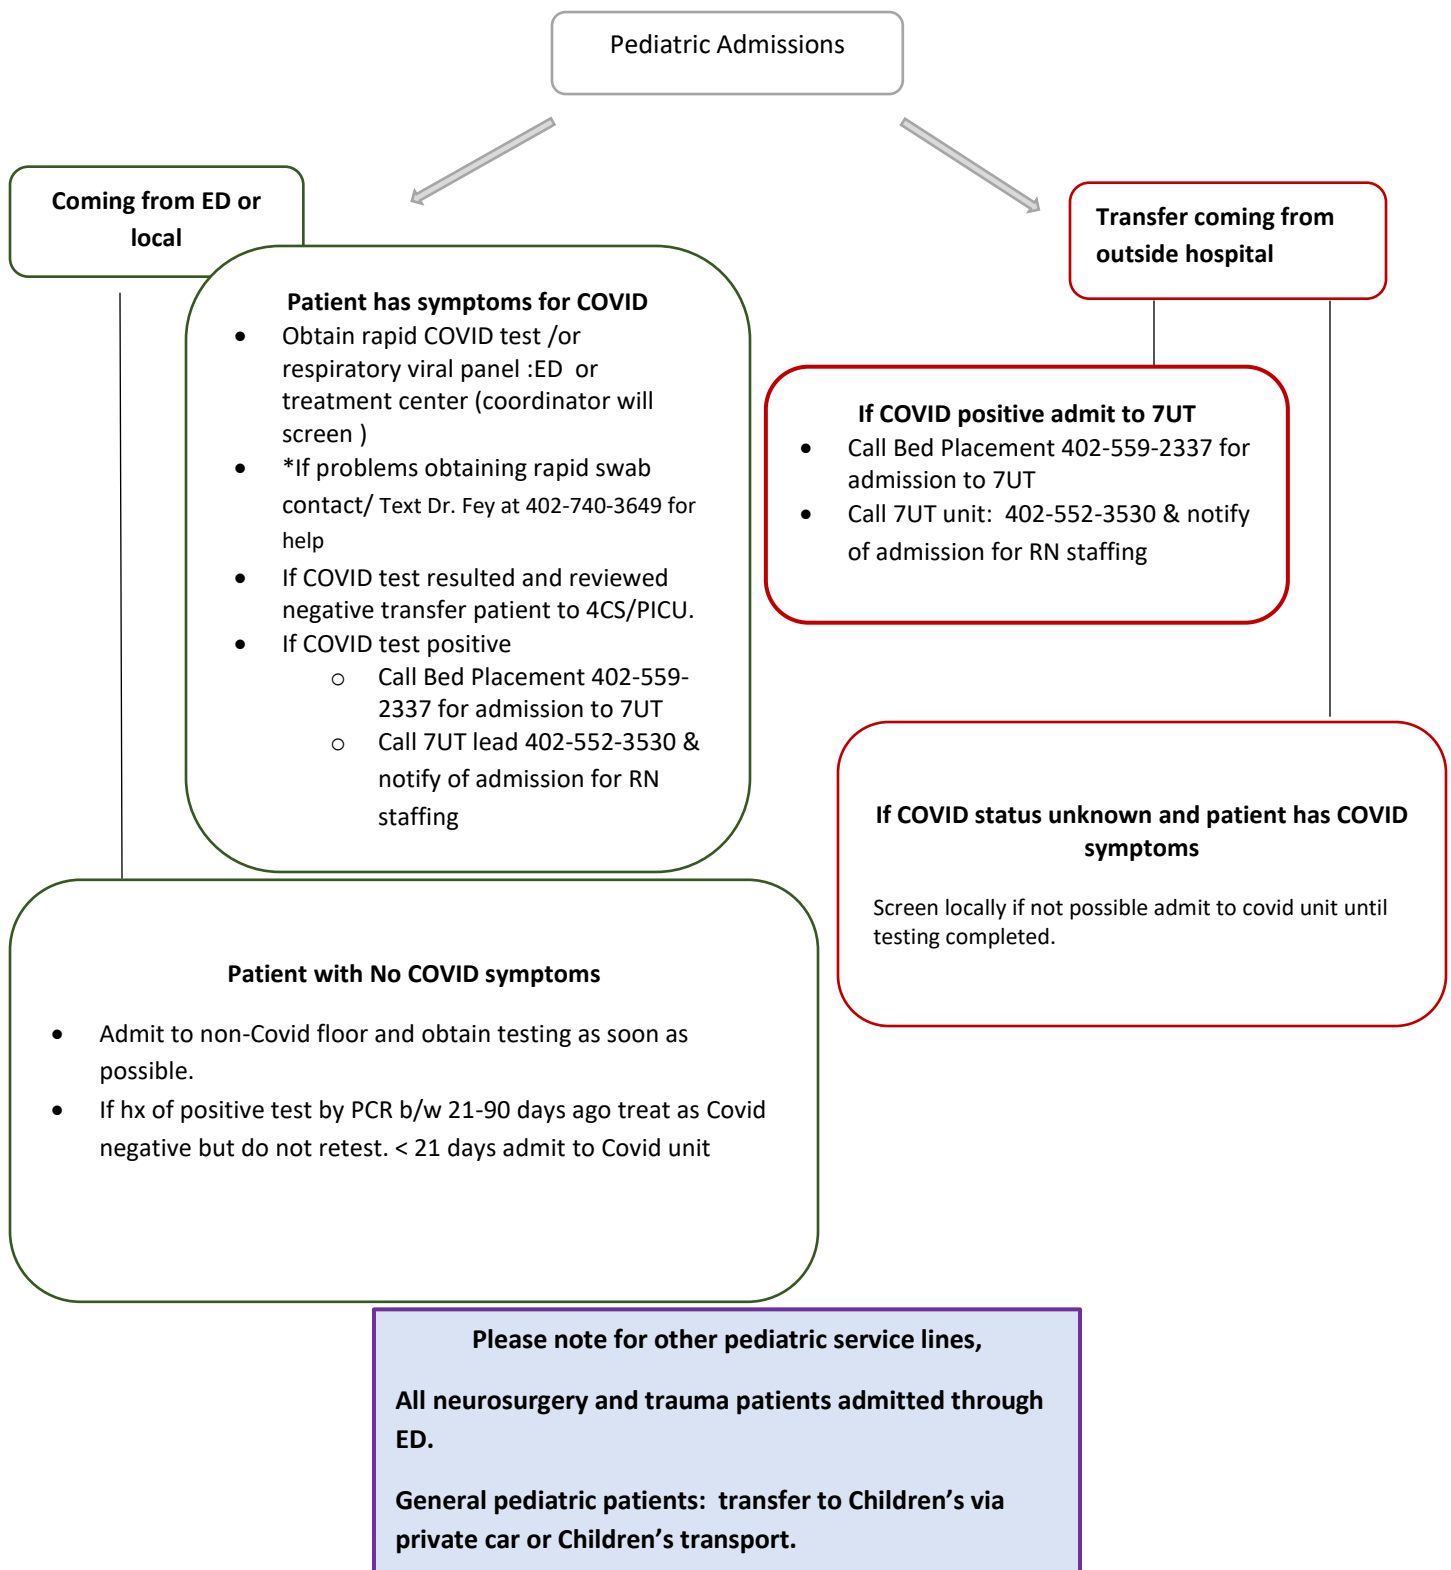 Pediatric Admissions
Coming from ED or
local
Patient has symptoms for COVID
• Obtain rapid COVID test /or
respiratory viral panel :ED or
treatment center (coordinator will
screen )
• *If problems obtaining rapid swab
contact/ Text Dr. Fey at 402-740-3649 for
help
• If COVID test resulted and reviewed
negative transfer patient to 4CS/PICU.
• If COVID test positive
o Call Bed Placement 402-559-
2337 for admission to 7UT
o Call 7UT lead 402-552-3530 &
notify of admission for RN
staffing
Patient with No COVID symptoms
• Admit to non-Covid floor and obtain testing as soon as
possible.
• If hx of positive test by PCR b/w 21-90 days ago treat as Covid
negative but do not retest. < 21 days admit to Covid unit
Transfer coming from
outside hospital
If COVID positive admit to 7UT
• Call Bed Placement 402-559-2337 for
admission to 7UT
• Call 7UT unit: 402-552-3530 & notify
of admission for RN staffing
If COVID status unknown and patient has COVID
symptoms
Screen locally if not possible admit to covid unit until
testing completed.
Please note for other pediatric service lines,
All neurosurgery and trauma patients admitted through
ED.
General pediatric patients: transfer to Children’s via
private car or Children’s transport.